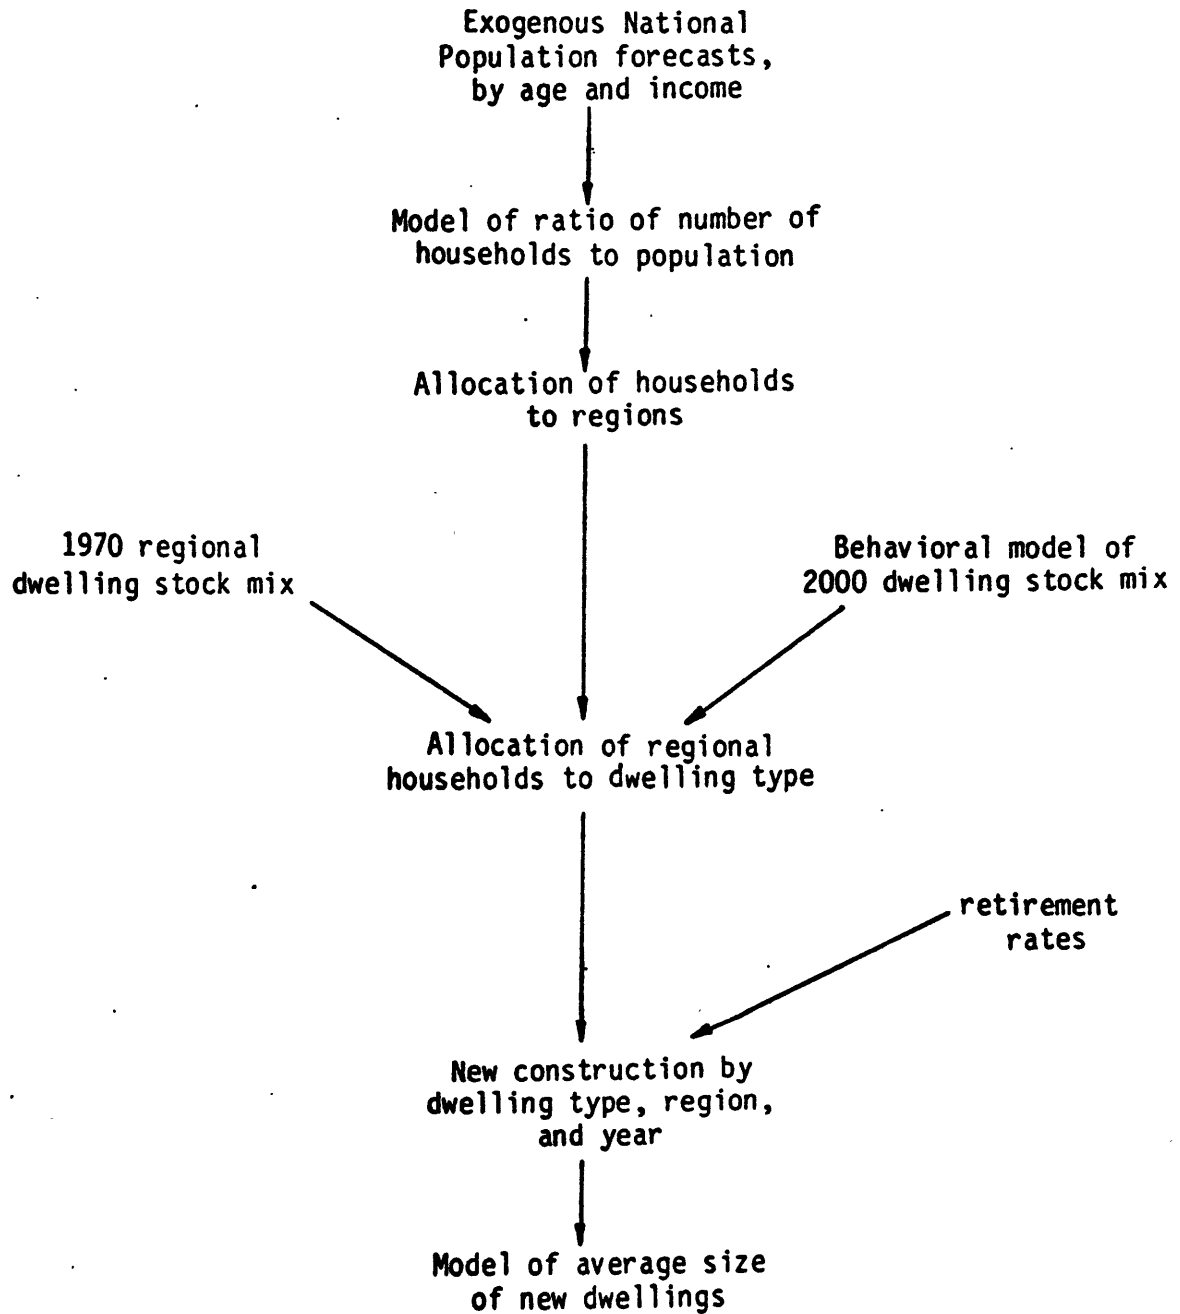 Exogenous National
Population forecasts,
by age and income
Model of ratio of number of
households to population
Allocation of households
to regions
1970 regional
dwelling stock mix
Behavioral model of
2000 dwelling stock mix
Allocation of regional
households to dwelling type
retirement
rates
New construction by
dwelling type, region,
and year
Model of average size
of new dwellings